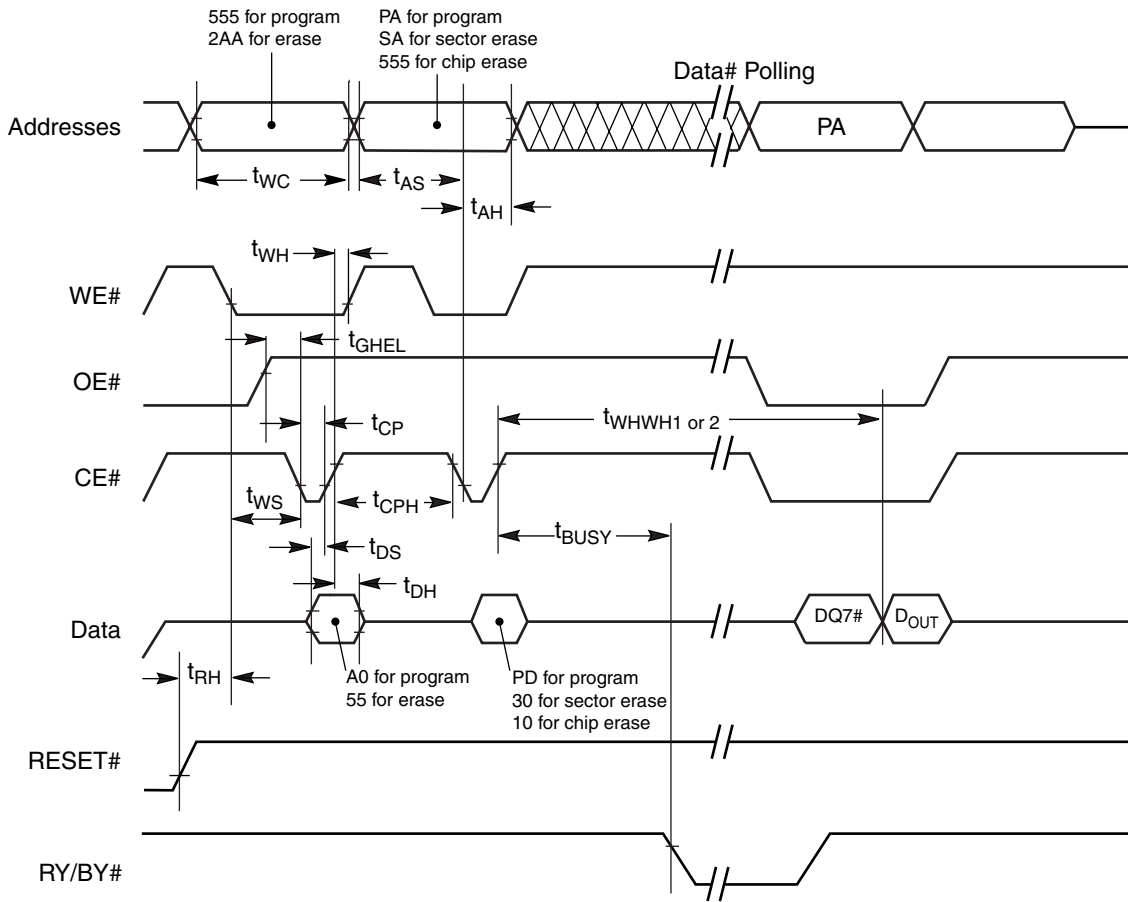 555 for program
2AA for erase
PA for program
SA for sector erase
555 for chip erase
Data# Polling
Addresses
PA
tWC
tAS
tAH
tWH
WE#
tGHEL
OE#
tCP
tWHWH1 or 2
CE#
tWS
tCPH
tBUSY
tDS
tDH
Data
DQ7#
DOUT
tRH
A0 for program
55 for erase
PD for program
30 for sector erase
10 for chip erase
RESET#
RY/BY#